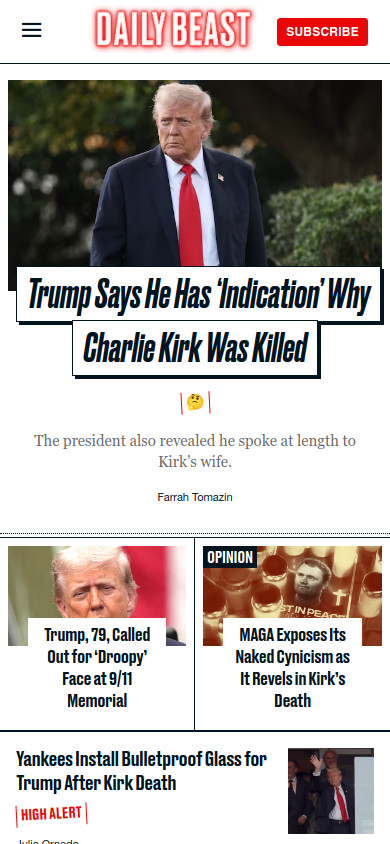 DAILY BEAST
SUBSCRIBE
Trump Says He Has ‘Indication’ Why
Charlie Kirk Was Killed
The president also revealed he spoke at length to
Kirk’s wife.
Farrah Tomazin
Trump, 79, Called
Out for ‘Droopy’
Face at 9/11
Memorial
OPINION
ST IN PEACE
MAGA Exposes Its
Naked Cynicism as
It Revels in Kirk’s
Death
Yankees Install Bulletproof Glass for
Trump After Kirk Death
HIGH ALERT